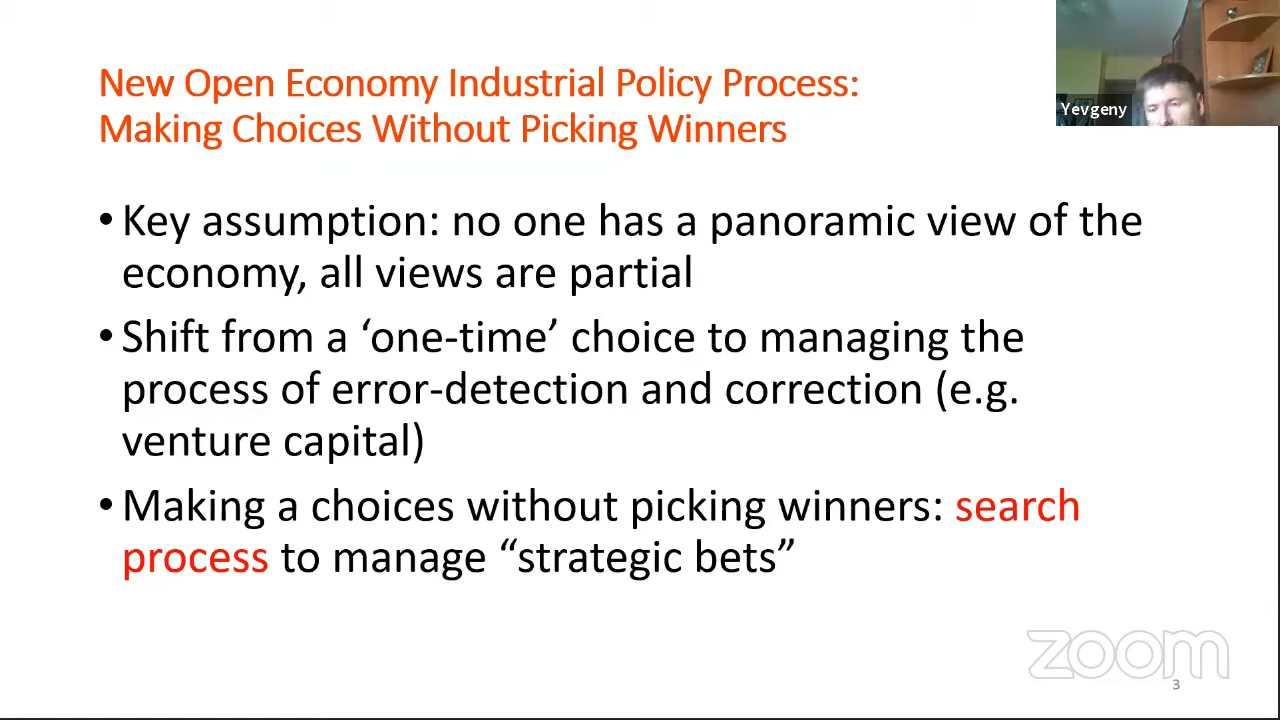 New Open Economy Industrial Policy Process:
Making Choices Without Picking Winners
Yevgeny
• Key assumption: no one has a panoramic view of the
economy, all views are partial
• Shift from a ‘one-time’ choice to managing the
process of error-detection and correction (e.g.
venture capital)
• Making a choices without picking winners: search
process to manage “strategic bets”
zoom
3